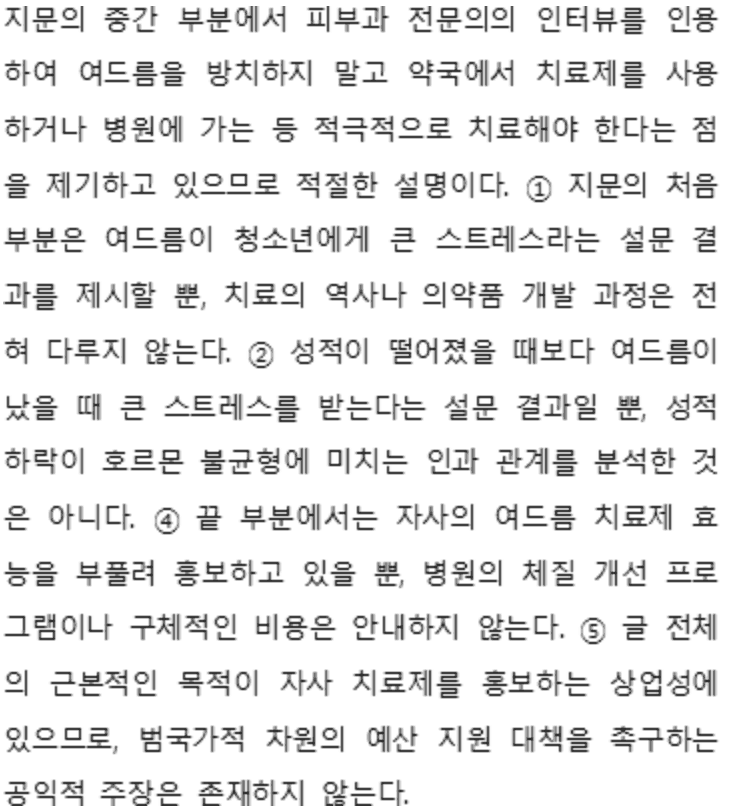 지문의 중간 부분에서 피부과 전문의의 인터뷰를 인용
하여 여드름을 방치하지 말고 약국에서 치료제를 사용
하거나 병원에 가는 등 적극적으로 치료해야 한다는 점
을 제기하고 있으므로 적절한 설명이다. ① 지문의 처음
부분은 여드름이 청소년에게 큰 스트레스라는 설문 결
과를 제시할 뿐, 치료의 역사나 의약품 개발 과정은 전
혀 다루지 않는다. ② 성적이 떨어졌을 때보다 여드름이
났을 때 큰 스트레스를 받는다는 설문 결과일 뿐, 성적
하락이 호르몬 불균형에 미치는 인과 관계를 분석한 것
은 아니다. ④ 끝 부분에서는 자사의 여드름 치료제 효
능을 부풀려 홍보하고 있을 뿐, 병원의 체질 개선 프로
그램이나 구체적인 비용은 안내하지 않는다. ⑤ 글 전체
의 근본적인 목적이 자사 치료제를 홍보하는 상업성에
있으므로, 범국가적 차원의 예산 지원 대책을 촉구하는
공익적 주장은 존재하지 않는다.